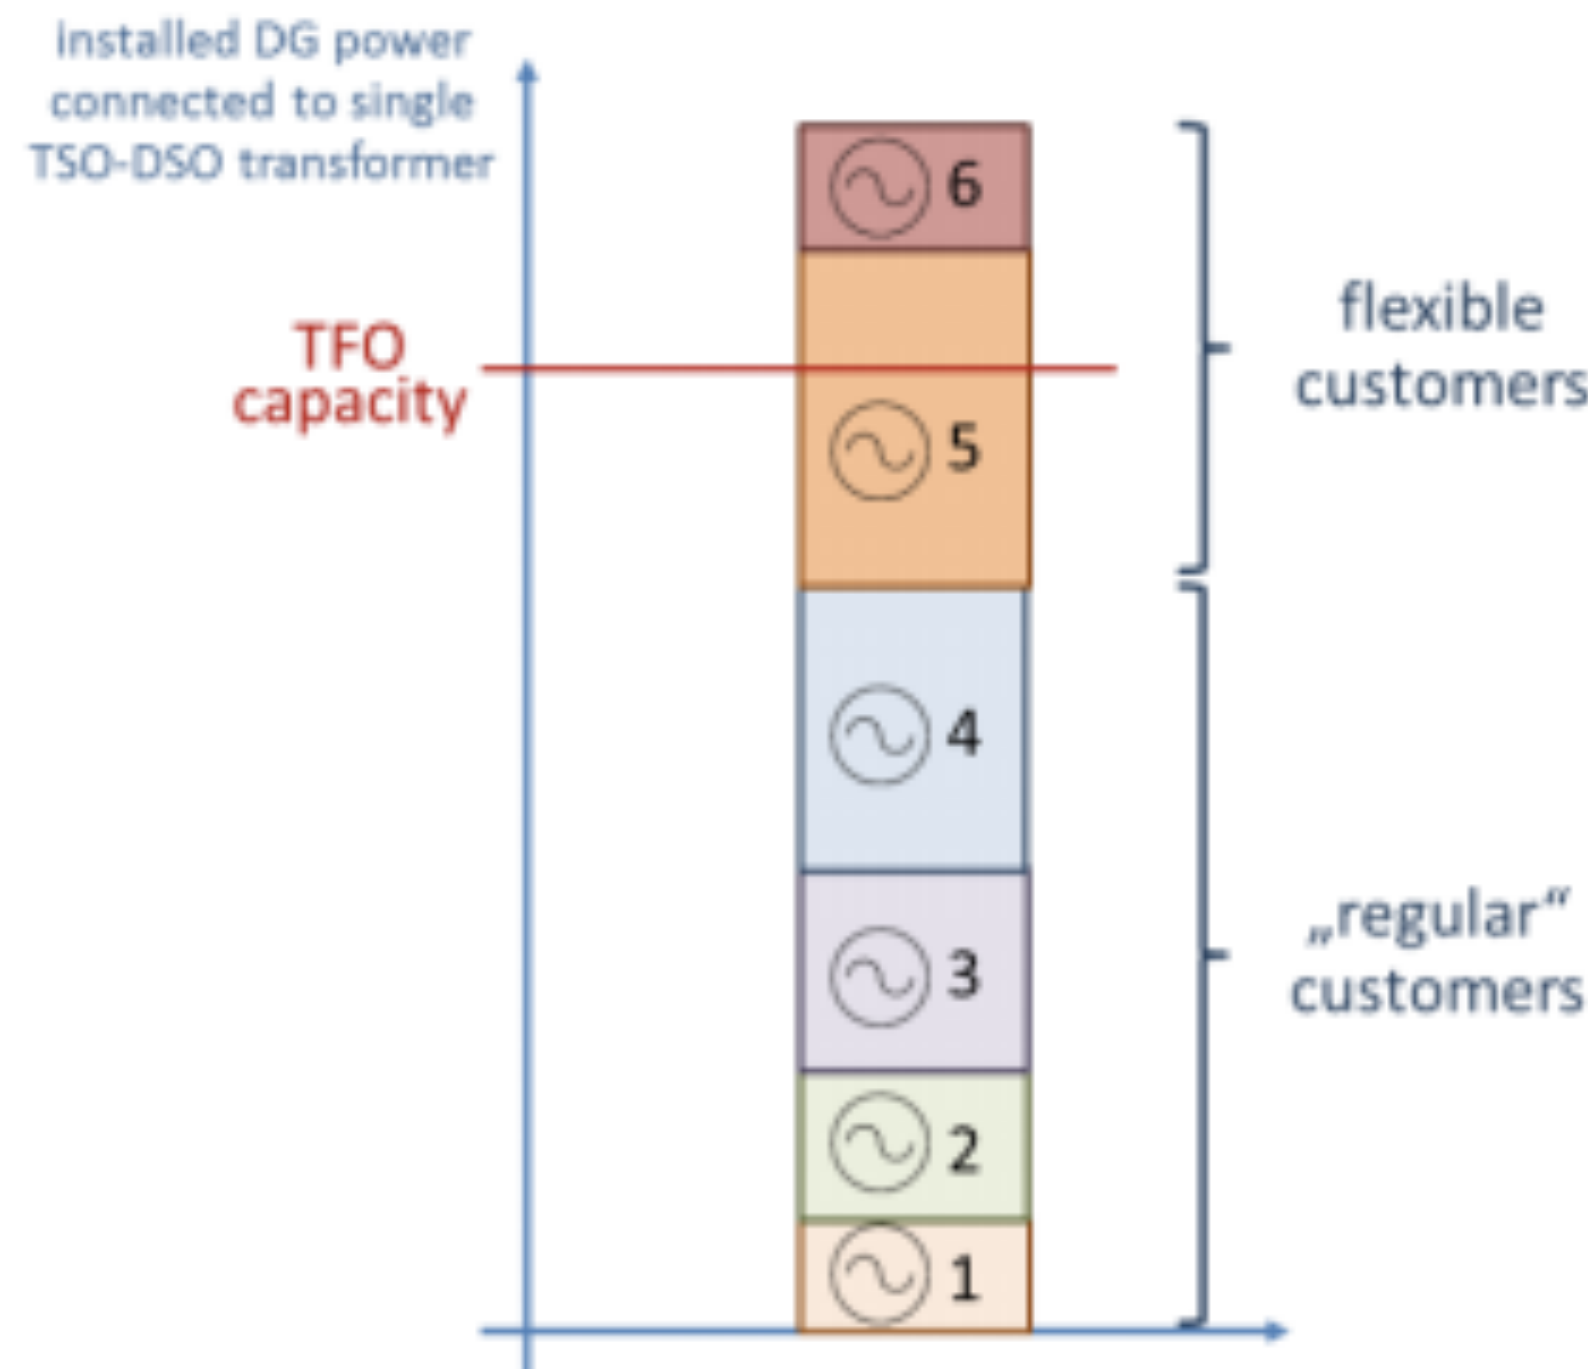 installed DG power
connected to single
TSO-DSO transformer
6
TFO
capacity
flexible
customers
5
4
3
„regular“
customers
2
1